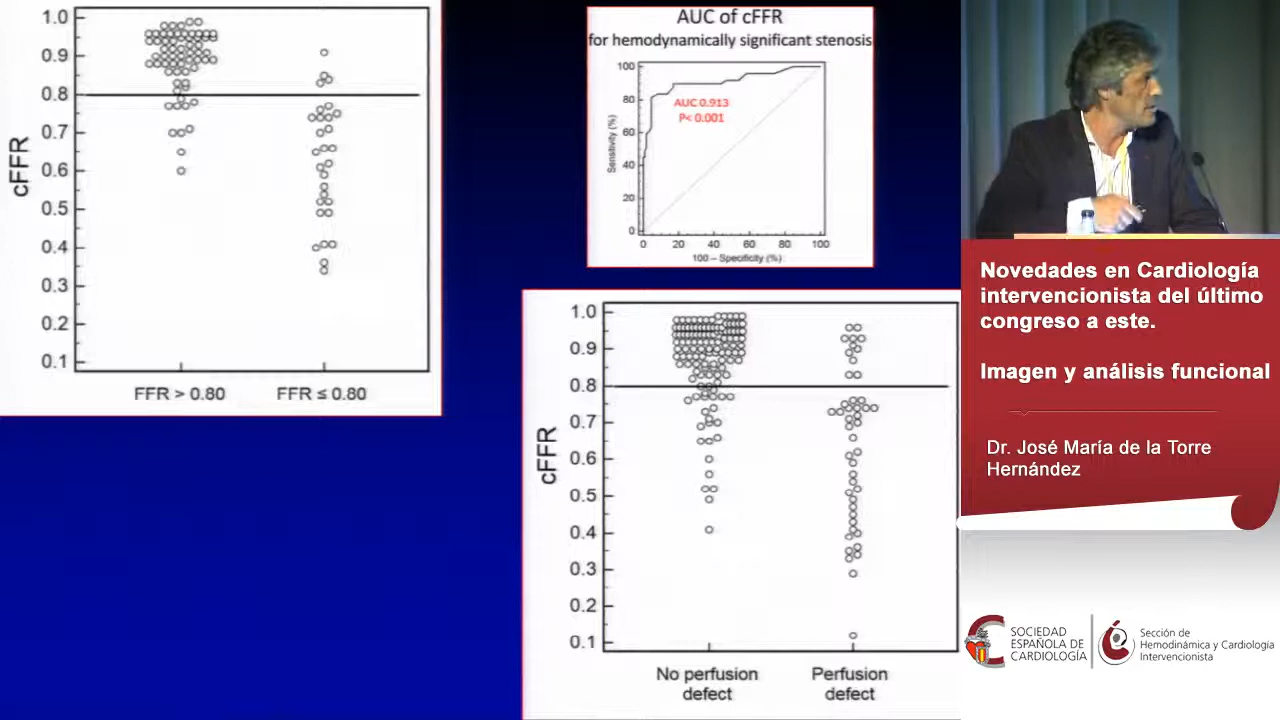 1.0
0.9
0.8
0.7
0.6
0.5
0.4
0.3
0.2
0.1
cFFR
FFR > 0.80
FFR ≤ 0.80
AUC of cFFR
for hemodynamically significant stenosis
100
80
60
40
20
0
Sensitivity (%)
AUC 0.913
P< 0.001
0
20
40
60
80
100
100 – Specificity (%)
1.0
0.9
0.8
0.7
0.6
0.5
0.4
0.3
0.2
0.1
cFFR
No perfusion
defect
Perfusion
defect
Novedades en Cardiología
intervencionista del último
congreso a este.
Imagen y análisis funcional
Dr. José María de la Torre
Hernández
SOCIEDAD
ESPAÑOLA DE
CARDIOLOGÍA
Sección de
Hemodinámica y Cardiología
Intervencionista